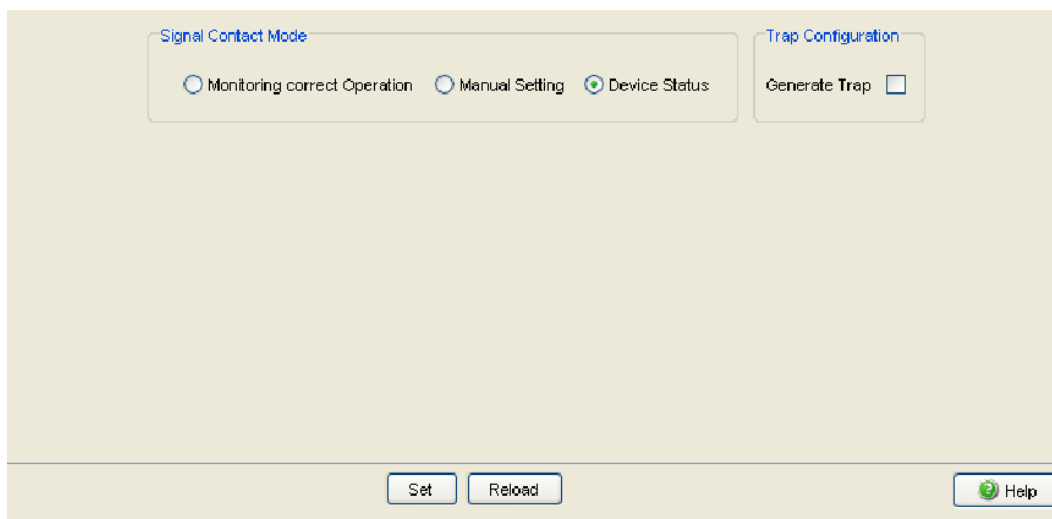 Signal Contact Mode
Trap Configuration
Monitoring correct Operation
Manual Setting
Device Status
Generate Trap
Set
Reload
Help